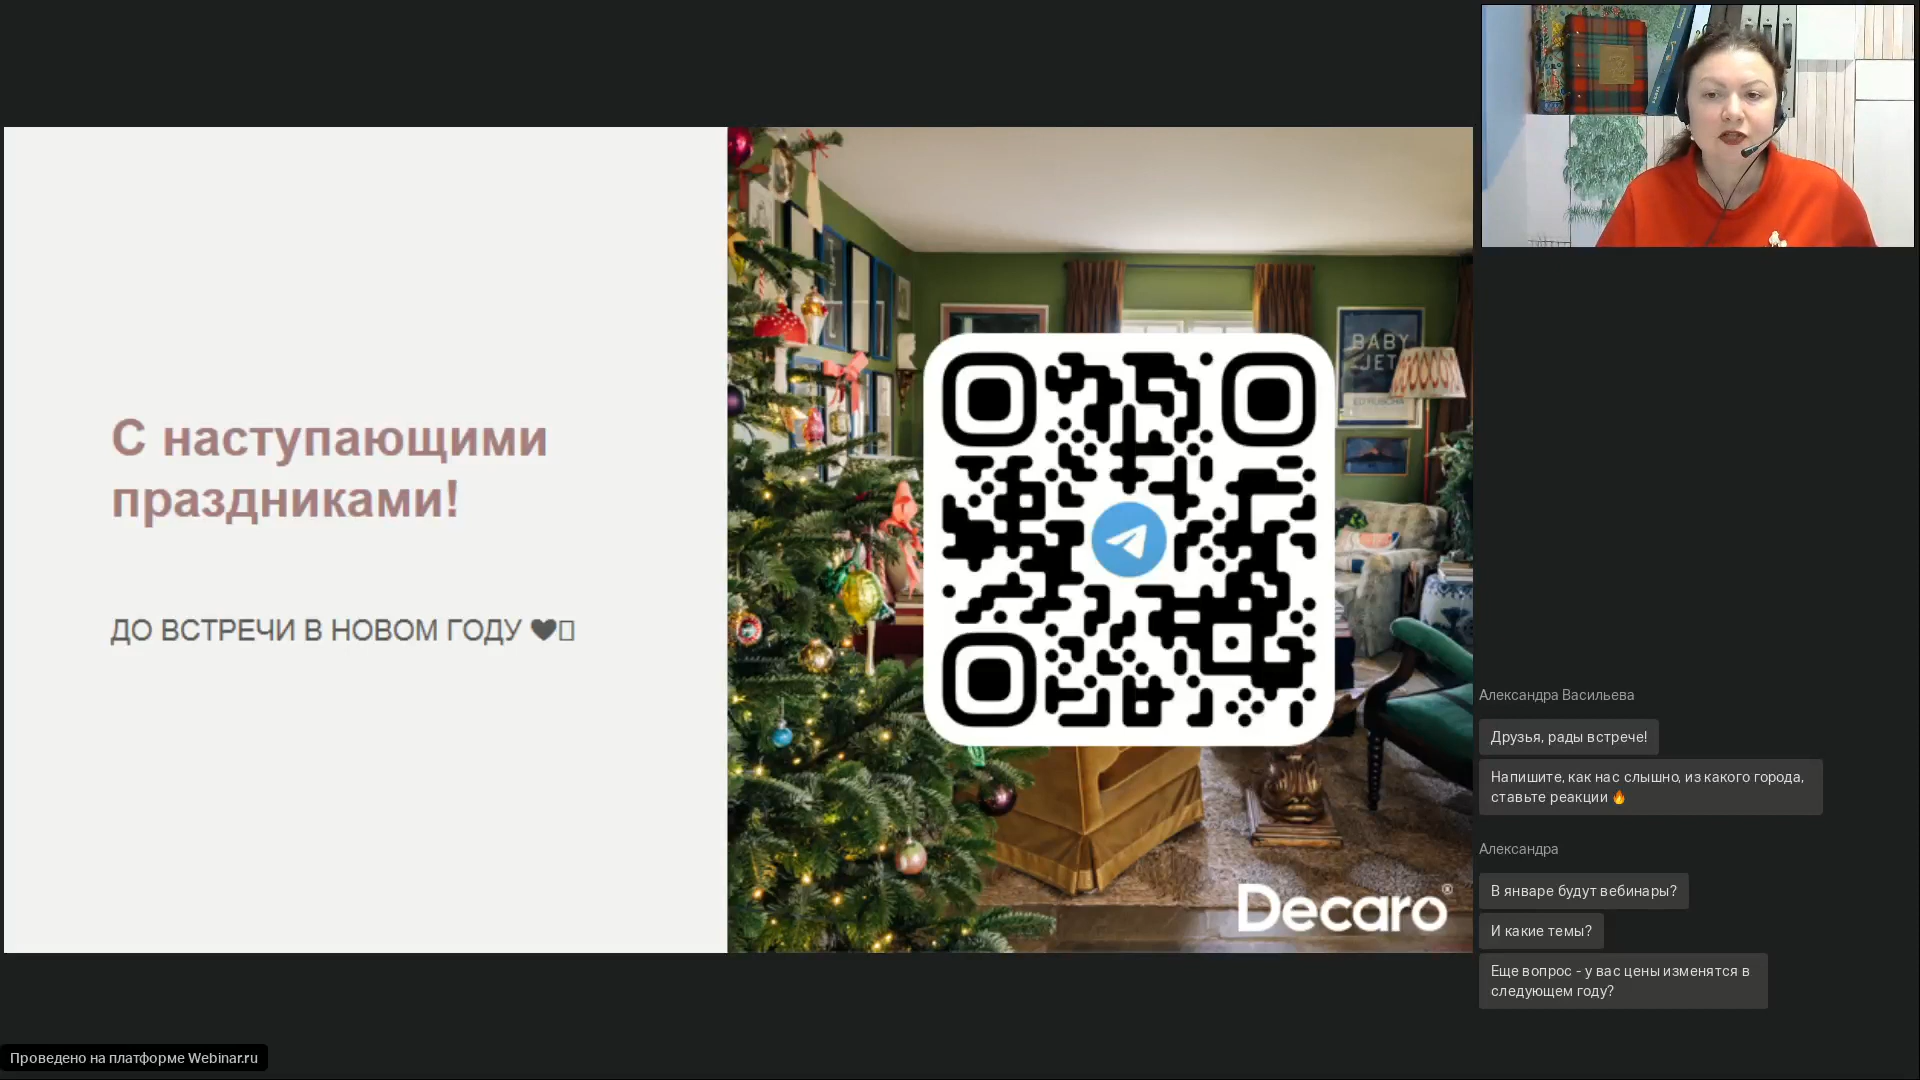 С наступающими
праздниками!
ДО ВСТРЕЧИ В НОВОМ ГОДУ 🖤▯
BABY
JET
Decaro®
Александра Васильева
Друзья, рады встрече!
Напишите, как нас слышно, из какого города,
ставьте реакции 🔥
Александра
В январе будут вебинары?
И какие темы?
Еще вопрос - у вас цены изменятся в
следующем году?
Проведено на платформе Webinar.ru